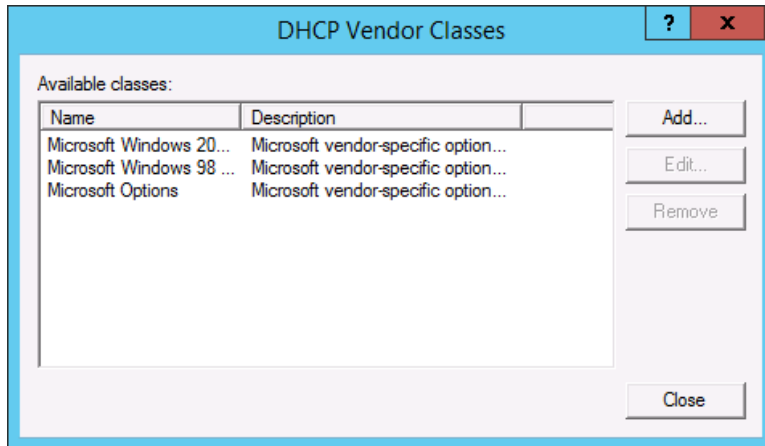 DHCP Vendor Classes
?
x
Available classes:
Name Description
Microsoft Windows 20... Microsoft vendor-specific option...
Microsoft Windows 98 ... Microsoft vendor-specific option...
Microsoft Options Microsoft vendor-specific option...
Add...
Edit...
Remove
Close